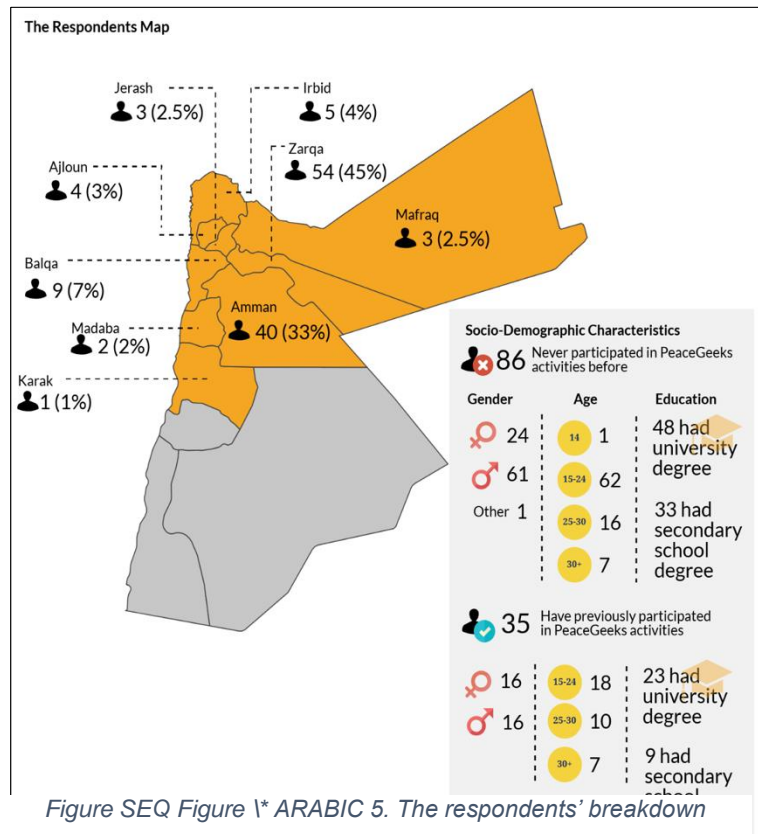 The Respondents Map
Jerash
3 (2.5%)
Irbid
5 (4%)
Zarqa
54 (45%)
Ajloun
4 (3%)
Mafraq
3 (2.5%)
Balqa
9 (7%)
Amman
40 (33%)
Madaba
2 (2%)
Karak
1 (1%)
Socio-Demographic Characteristics
86 Never participated in PeaceGeeks
activities before
Gender Age Education
24
61
Other 1
14 1
15-24 62
25-30 16
30+ 7
48 had
university
degree
33 had
secondary
school
degree
35 Have previously participated
in PeaceGeeks activities
16
16
15-24 18
25-30 10
30+ 7
23 had
university
degree
9 had
secondary
school
Figure SEQ Figure \* ARABIC 5. The respondents' breakdown